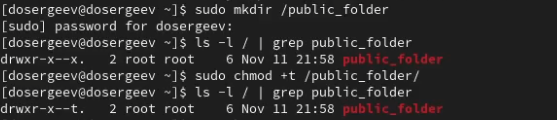 [dosergeev@dosergeev ~]$ sudo mkdir /public_folder
[sudo] password for dosergeev:
[dosergeev@dosergeev ~]$ ls -l / | grep public_folder
drwxr-x--x.   2 root root    6 Nov 11 21:58 public_folder
[dosergeev@dosergeev ~]$ sudo chmod +t /public_folder/
[dosergeev@dosergeev ~]$ ls -l / | grep public_folder
drwxr-x--t.   2 root root    6 Nov 11 21:58 public_folder